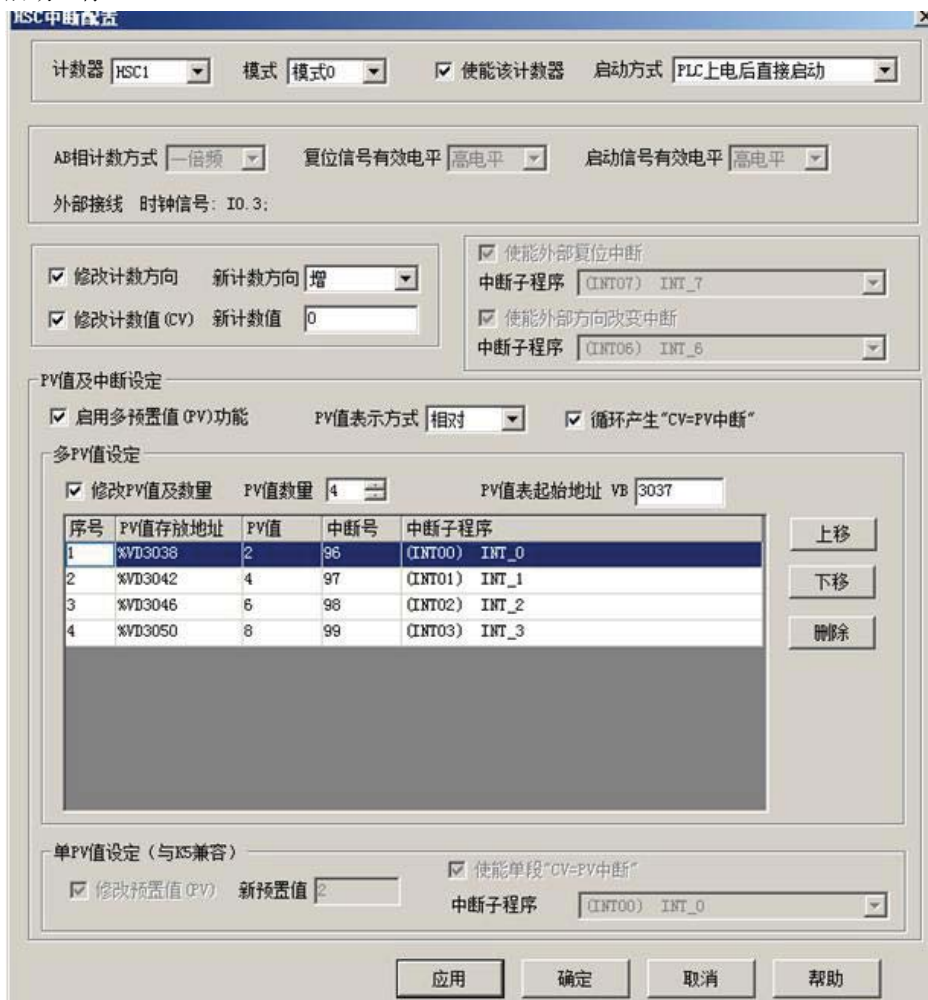 HSC中断配置
计数器 HSC1 模式 模式0 使能该计数器 启动方式 PLC上电后直接启动
AB相计数方式 一倍频 复位信号有效电平 高电平 启动信号有效电平 高电平
外部接线 时钟信号: I0.3;
修改计数方向 新计数方向 增
修改计数值(CV) 新计数值 0
使能外部复位中断
中断子程序 (INT07) INT_7
使能外部方向改变中断
中断子程序 (INT06) INT_6
PV值及中断设定
启用多预置值(PV)功能 PV值表示方式 相对 循环产生"CV=PV中断"
多PV值设定
修改PV值及数量 PV值数量 4 PV值表起始地址 VB 3037
序号 PV值存放地址 PV值 中断号 中断子程序
1 %VD3038 2 96 (INT00) INT_0
2 %VD3042 4 97 (INT01) INT_1
3 %VD3046 6 98 (INT02) INT_2
4 %VD3050 8 99 (INT03) INT_3
上移
下移
删除
单PV值设定(与K5兼容)
修改预置值(PV) 新预置值 2
使能单段"CV=PV中断"
中断子程序 (INT00) INT_0
应用 确定 取消 帮助